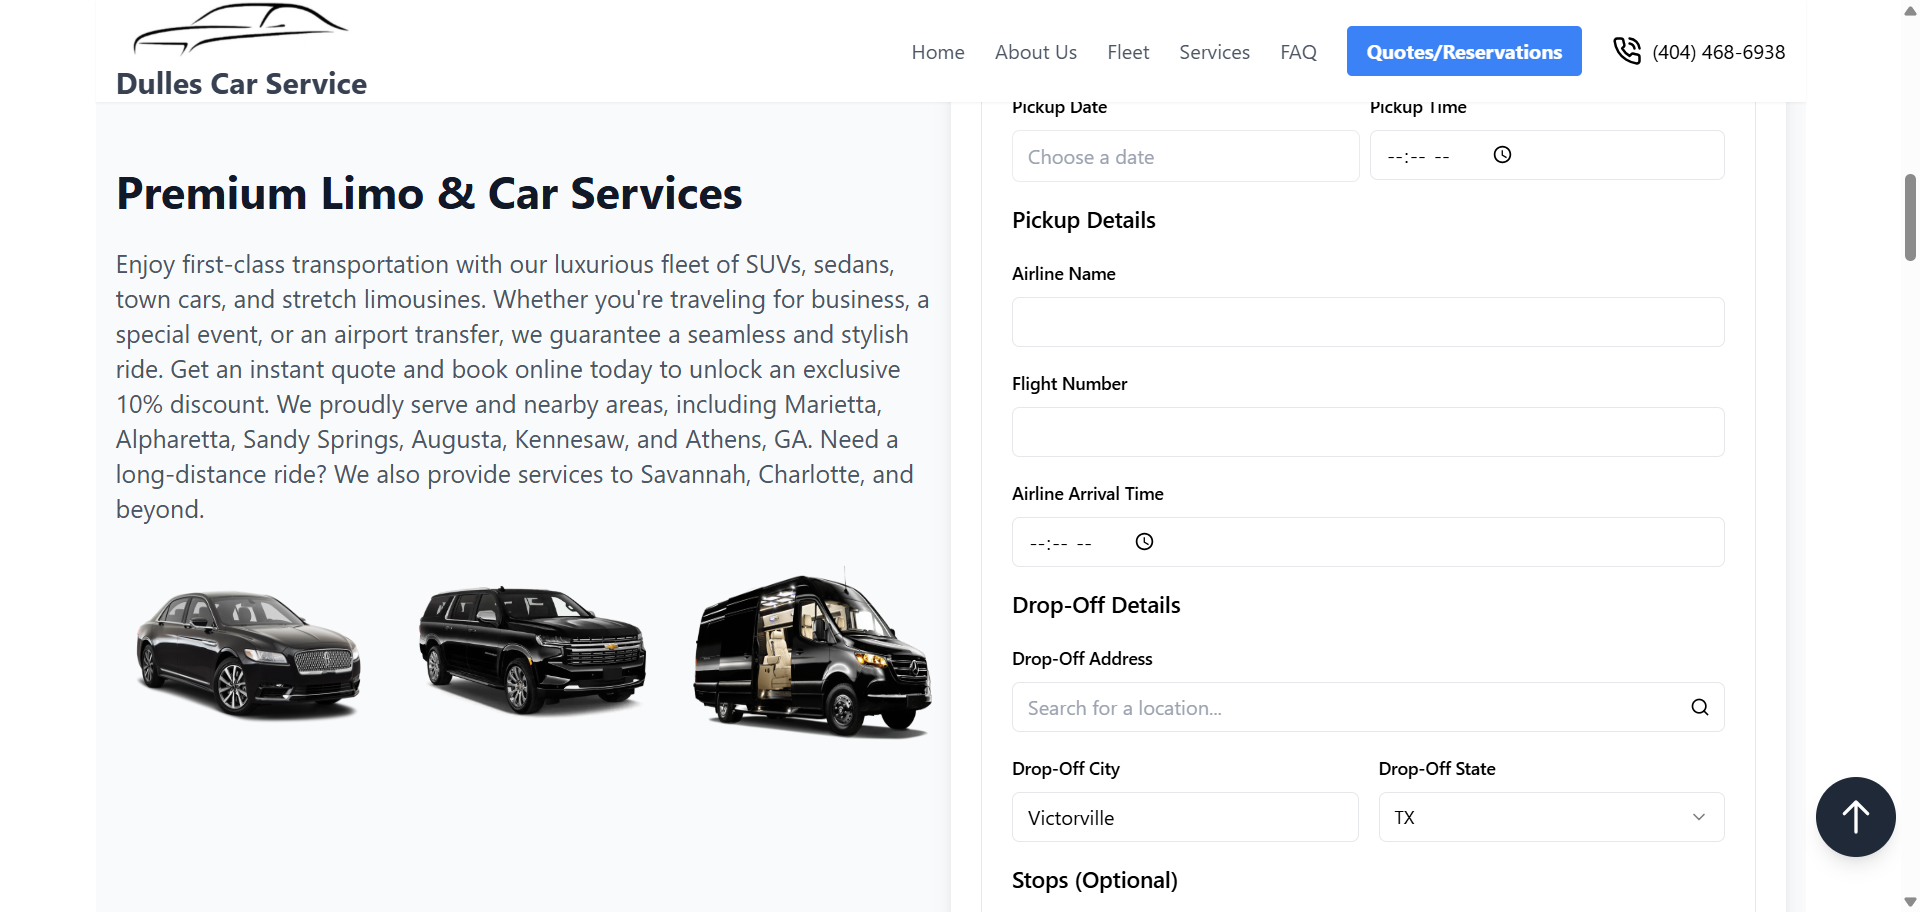 Dulles Car Service
Home
About Us
Fleet
Services
FAQ
Quotes/Reservations
(404) 468-6938
Premium Limo & Car Services
Enjoy first-class transportation with our luxurious fleet of SUVs, sedans,
town cars, and stretch limousines. Whether you're traveling for business, a
special event, or an airport transfer, we guarantee a seamless and stylish
ride. Get an instant quote and book online today to unlock an exclusive
10% discount. We proudly serve and nearby areas, including Marietta,
Alpharetta, Sandy Springs, Augusta, Kennesaw, and Athens, GA. Need a
long-distance ride? We also provide services to Savannah, Charlotte, and
beyond.
Pickup Date
Pickup Time
Choose a date
--:-- --
Pickup Details
Airline Name
Flight Number
Airline Arrival Time
--:-- --
Drop-Off Details
Drop-Off Address
Search for a location...
Drop-Off City
Drop-Off State
Victorville
TX
Stops (Optional)